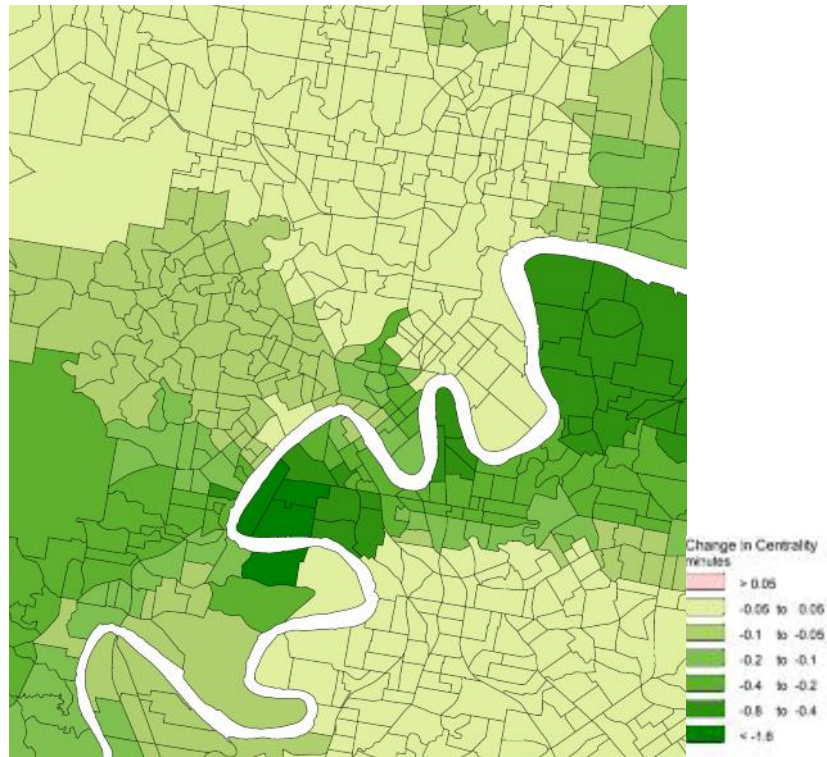 Change In Centrality
minutes
> 0.05
-0.05 to 0.05
-0.1 to -0.05
-0.2 to -0.1
-0.4 to -0.2
-0.8 to -0.4
< -1.6